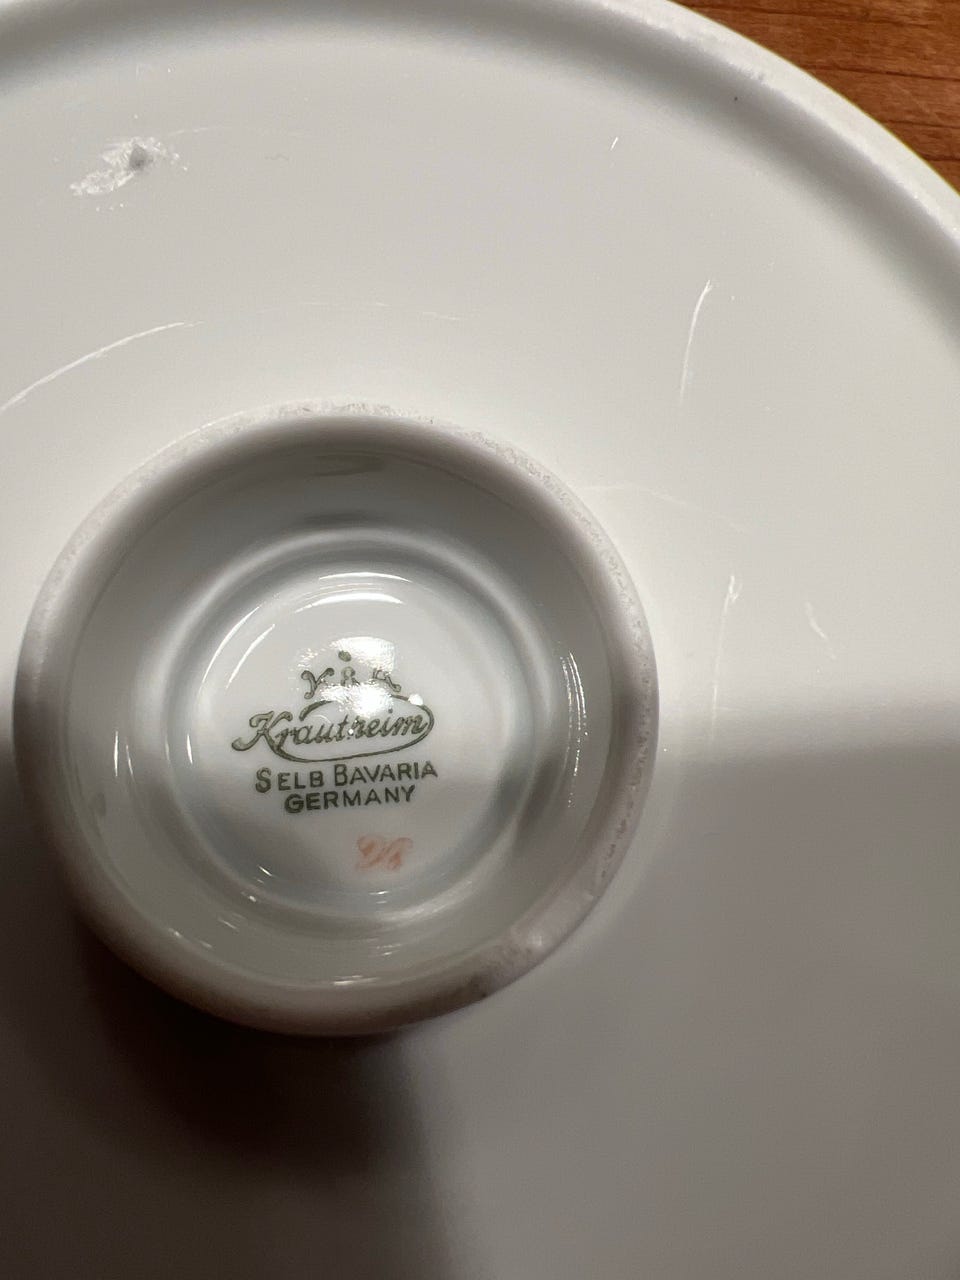 Krautheim
SELB BAVARIA
GERMANY